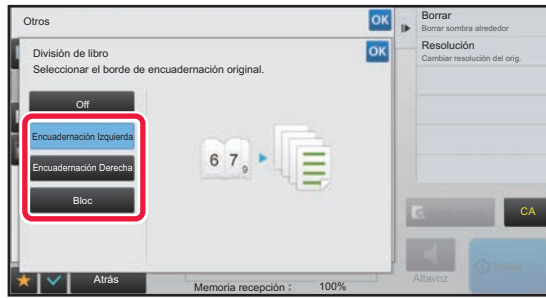 Otros
OK
División de libro
OK
Seleccionar el borde de encuadernación original.
Off
Encuadernación Izquierda
Encuadernación Derecha
Bloc
6 7
9
Atrás
Memoria recepción :
100%
Borrar
Borrar sombra alrededor
Resolución
Cambiar resolución del orig.
CA
Altavoz